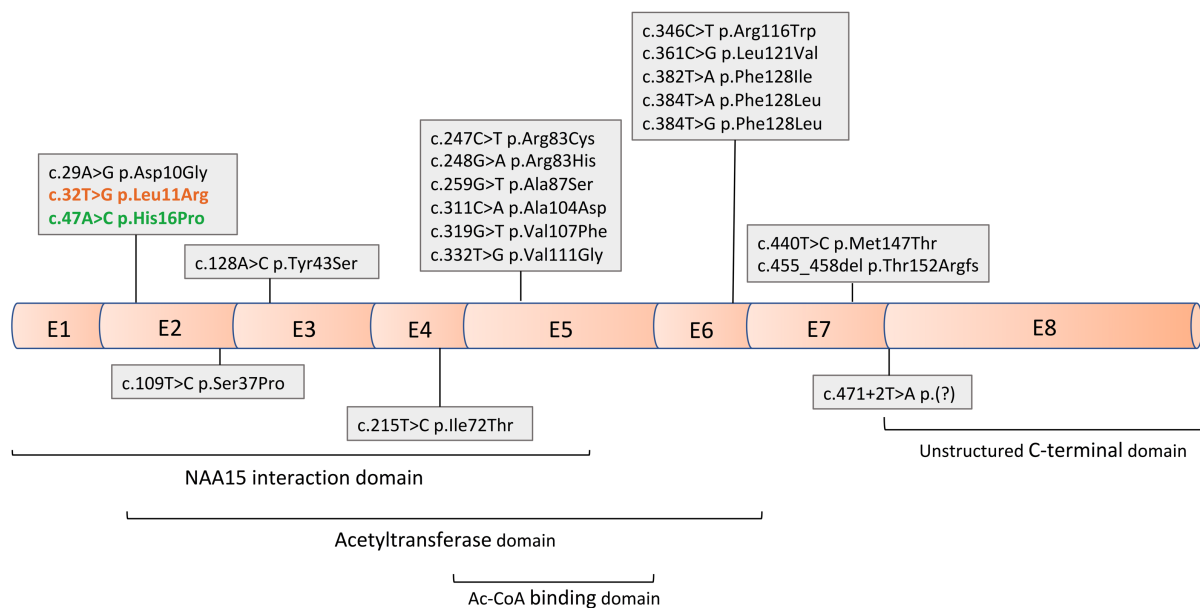 c.346C>T p.Arg116Trp
c.361C>G p.Leu121Val
c.382T>A p.Phe128Ile
c.384T>A p.Phe128Leu
c.384T>G p.Phe128Leu
c.247C>T p.Arg83Cys
c.248G>A p.Arg83His
c.259G>T p.Ala87Ser
c.311C>A p.Ala104Asp
c.319G>T p.Val107Phe
c.332T>G p.Val111Gly
c.29A>G p.Asp10Gly
c.32T>G p.Leu11Arg
c.47A>C p.His16Pro
c.128A>C p.Tyr43Ser
c.440T>C p.Met147Thr
c.455_458del p.Thr152Argfs
E1 E2 E3 E4 E5 E6 E7 E8
c.109T>C p.Ser37Pro
c.215T>C p.Ile72Thr
c.471+2T>A p.(?)
Unstructured C-terminal domain
NAA15 interaction domain
Acetyltransferase domain
Ac-CoA binding domain